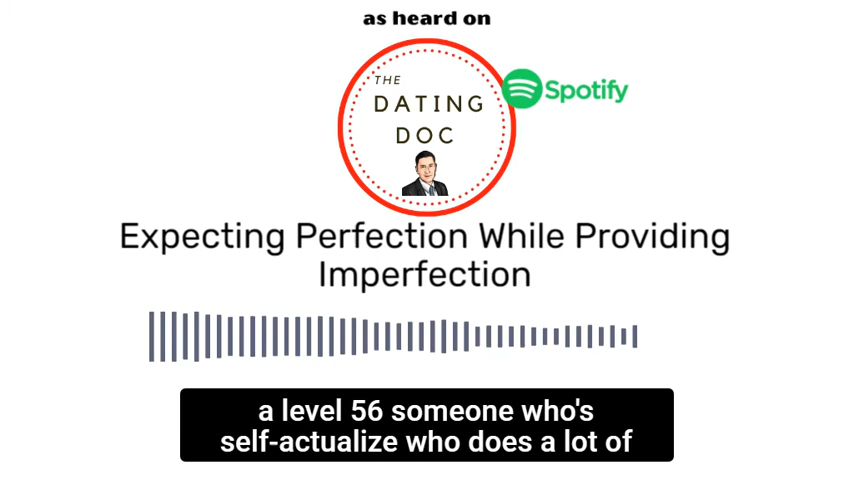 as heard on
THE
DATING
DOC
Spotify
Expecting Perfection While Providing
Imperfection
a level 56 someone who's
self-actualize who does a lot of